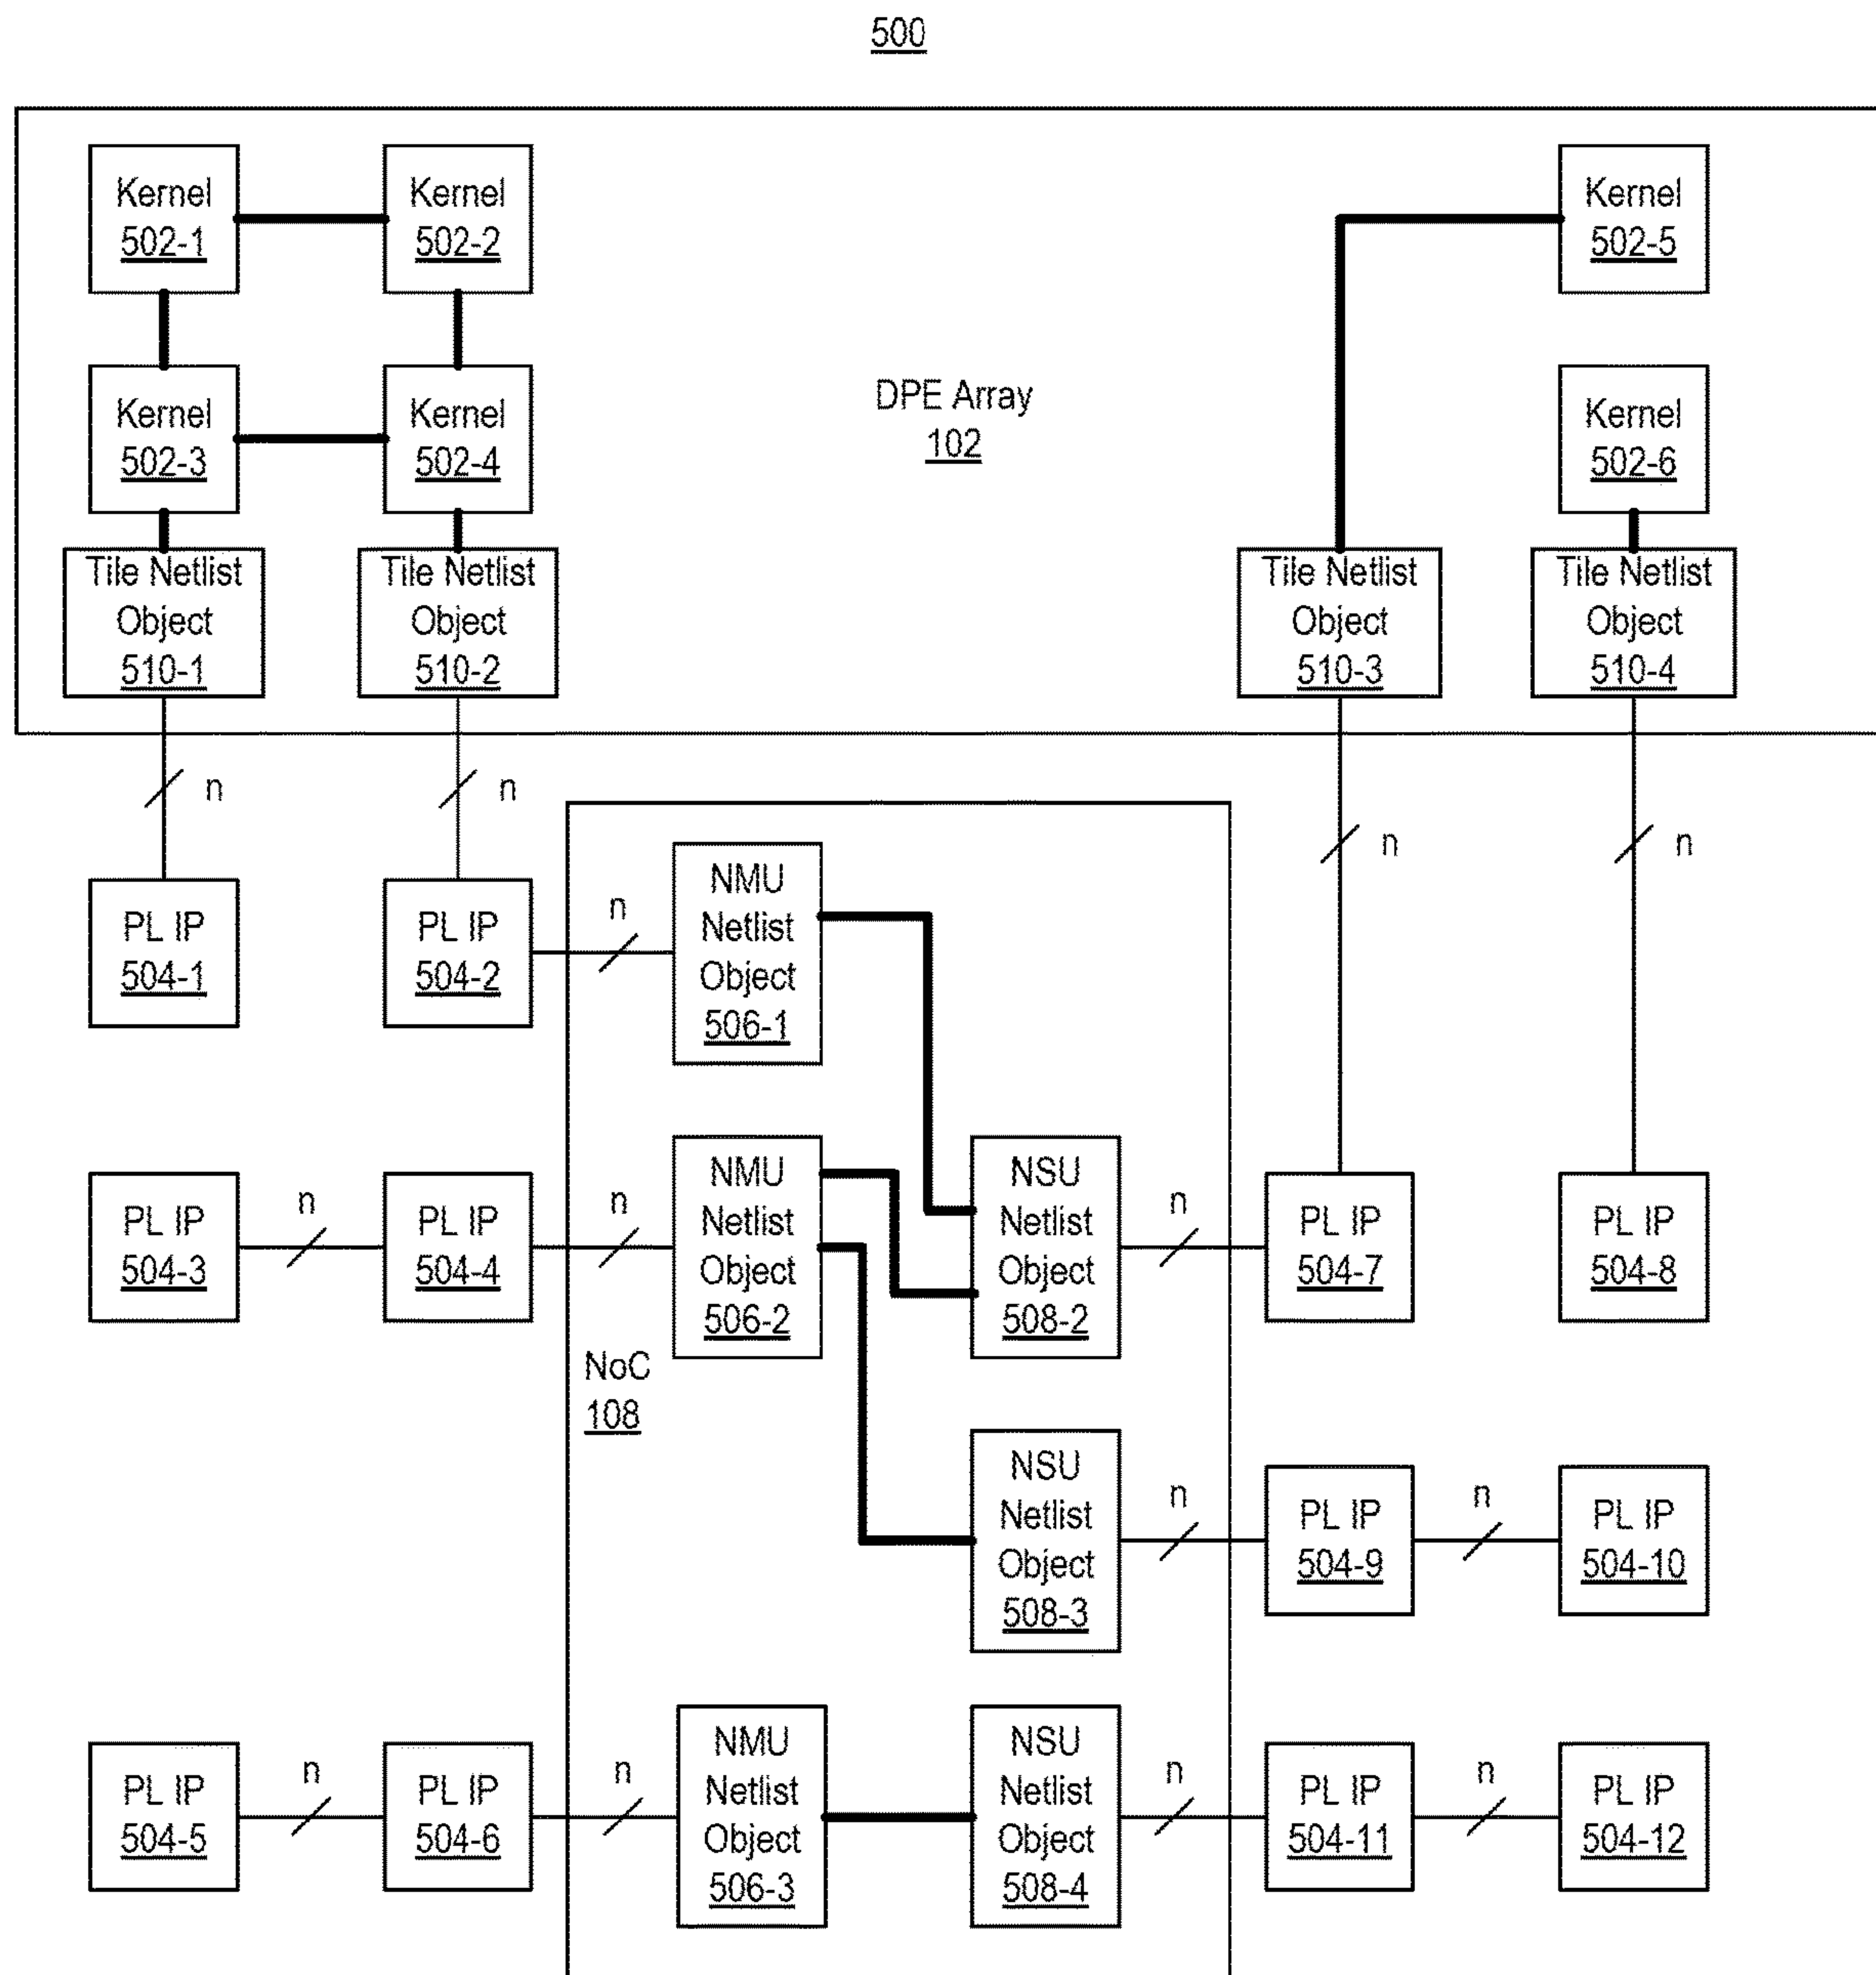 500
Kernel
502-1
Kernel
502-2
Kernel
502-5
Kernel
502-3
Kernel
502-4
DPE Array
102
Kernel
502-6
Tile Netlist
Object
510-1
Tile Netlist
Object
510-2
Tile Netlist
Object
510-3
Tile Netlist
Object
510-4
n
n
n
n
PL IP
504-1
PL IP
504-2
n
NMU
Netlist
Object
506-1
PL IP
504-3
n
PL IP
504-4
n
NMU
Netlist
Object
506-2
NSU
Netlist
Object
508-2
n
PL IP
504-7
PL IP
504-8
NoC
108
NSU
Netlist
Object
508-3
n
PL IP
504-9
n
PL IP
504-10
PL IP
504-5
n
PL IP
504-6
n
NMU
Netlist
Object
506-3
NSU
Netlist
Object
508-4
n
PL IP
504-11
n
PL IP
504-12